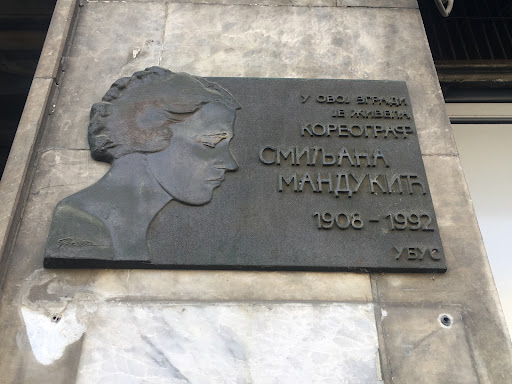 У ОВОЈ ЗГРАДИ
ЈЕ ЖИВЕЛА
КОРЕОГРАФ
СМИЉАНА
МАНДУКИЋ
1908 – 1992
УБУС